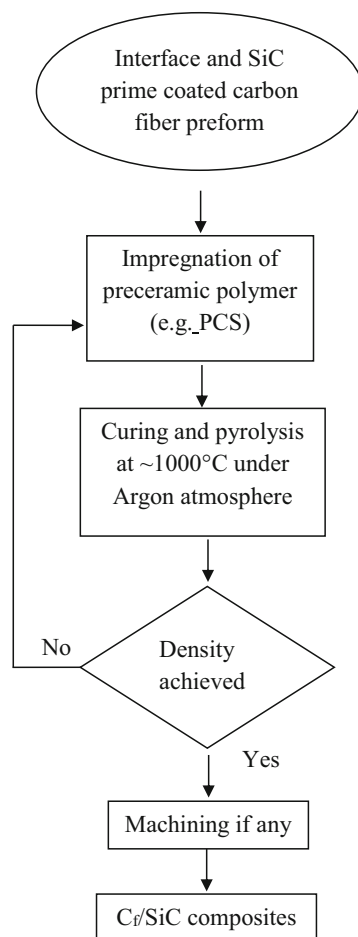 Interface and SiC
prime coated carbon
fiber preform
Impregnation of
preceramic polymer
(e.g. PCS)
Curing and pyrolysis
at ~1000°C under
Argon atmosphere
No
Density
achieved
Yes
Machining if any
Cf/SiC composites